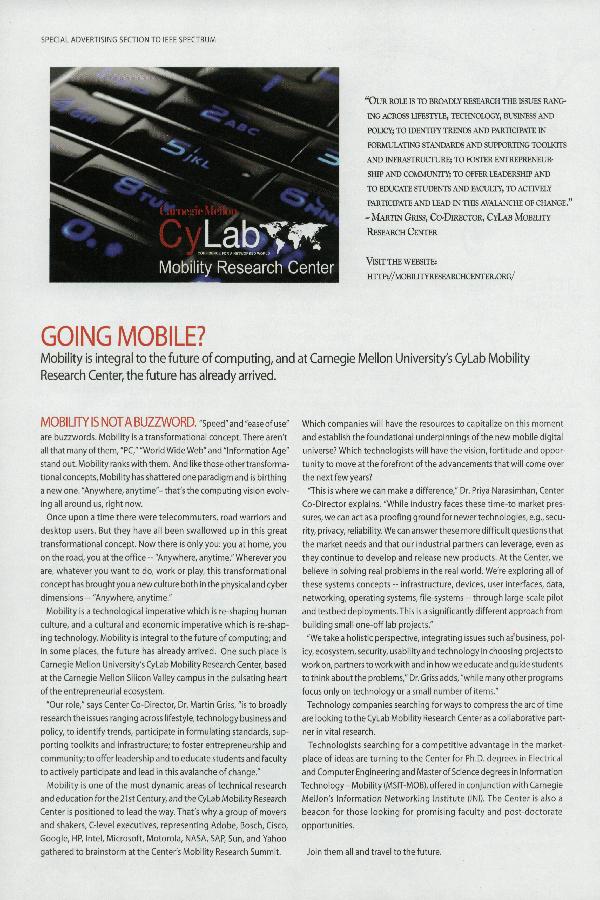 SPECIAL ADVERTISING SECTION TO IEEE SPECTRUM
1
2 ABC
4 GHI
5 JKL
3
8 TUV
6 MNO
0.
Carnegie Mellon
CyLab
CONFIDENCE FOR A NETWORKED WORLD
Mobility Research Center
"OUR ROLE IS TO BROADLY RESEARCH THE ISSUES RANG-
ING ACROSS LIFESTYLE, TECHNOLOGY, BUSINESS AND
POLICY; TO IDENTIFY TRENDS AND PARTICIPATE IN
FORMULATING STANDARDS AND SUPPORTING TOOLKITS
AND INFRASTRUCTURE; TO FOSTER ENTREPRENEUR-
SHIP AND COMMUNITY; TO OFFER LEADERSHIP AND
TO EDUCATE STUDENTS AND FACULTY, TO ACTIVELY
PARTICIPATE AND LEAD IN THIS AVALANCHE OF CHANGE."
– MARTIN GRISS, CO-DIRECTOR, CYLAB MOBILITY
RESEARCH CENTER
VISIT THE WEBSITE:
HTTP://MOBILITYRESEARCHCENTER.ORG/
GOING MOBILE?
Mobility is integral to the future of computing, and at Carnegie Mellon University's CyLab Mobility
Research Center, the future has already arrived.
MOBILITY IS NOT A BUZZWORD. "Speed" and "ease of use"
are buzzwords. Mobility is a transformational concept. There aren't
all that many of them, "PC," "World Wide Web" and "Information Age"
stand out. Mobility ranks with them. And like those other transforma-
tional concepts, Mobility has shattered one paradigm and is birthing
a new one. "Anywhere, anytime"– that's the computing vision evolv-
ing all around us, right now.
Once upon a time there were telecommuters, road warriors and
desktop users. But they have all been swallowed up in this great
transformational concept. Now there is only you: you at home, you
on the road, you at the office -- "Anywhere, anytime." Wherever you
are, whatever you want to do, work or play, this transformational
concept has brought you a new culture both in the physical and cyber
dimensions -- "Anywhere, anytime."
Mobility is a technological imperative which is re-shaping human
culture, and a cultural and economic imperative which is re-shap-
ing technology. Mobility is integral to the future of computing; and
in some places, the future has already arrived. One such place is
Carnegie Mellon University's CyLab Mobility Research Center, based
at the Carnegie Mellon Silicon Valley campus in the pulsating heart
of the entrepreneurial ecosystem.
"Our role," says Center Co-Director, Dr. Martin Griss, "is to broadly
research the issues ranging across lifestyle, technology business and
policy, to identify trends, participate in formulating standards, sup-
porting toolkits and infrastructure; to foster entrepreneurship and
community; to offer leadership and to educate students and faculty
to actively participate and lead in this avalanche of change."
Mobility is one of the most dynamic areas of technical research
and education for the 21st Century, and the CyLab Mobility Research
Center is positioned to lead the way. That's why a group of movers
and shakers, C-level executives, representing Adobe, Bosch, Cisco,
Google, HP, Intel, Microsoft, Motorola, NASA, SAP, Sun, and Yahoo
gathered to brainstorm at the Center's Mobility Research Summit.
Which companies will have the resources to capitalize on this moment
and establish the foundational underpinnings of the new mobile digital
universe? Which technologists will have the vision, fortitude and oppor-
tunity to move at the forefront of the advancements that will come over
the next few years?
"This is where we can make a difference," Dr. Priya Narasimhan, Center
Co-Director explains. "While industry faces these time-to market pres-
sures, we can act as a proofing ground for newer technologies, e.g., secu-
rity, privacy, reliability. We can answer these more difficult questions that
the market needs and that our industrial partners can leverage, even as
they continue to develop and release new products. At the Center, we
believe in solving real problems in the real world. We're exploring all of
these systems concepts -- infrastructure, devices, user interfaces, data,
networking, operating systems, file-systems -- through large-scale pilot
and testbed deployments. This is a significantly different approach from
building small one-off lab projects."
"We take a holistic perspective, integrating issues such as business, pol-
icy, ecosystem, security, usability and technology in choosing projects to
work on, partners to work with and in how we educate and guide students
to think about the problems," Dr. Griss adds, "while many other programs
focus only on technology or a small number of items."
Technology companies searching for ways to compress the arc of time
are looking to the CyLab Mobility Research Center as a collaborative part-
ner in vital research.
Technologists searching for a competitive advantage in the market-
place of ideas are turning to the Center for Ph.D. degrees in Electrical
and Computer Engineering and Master of Science degrees in Information
Technology – Mobility (MSIT-MOB), offered in conjunction with Carnegie
Mellon's Information Networking Institute (INI). The Center is also a
beacon for those looking for promising faculty and post-doctorate
opportunities.
Join them all and travel to the future.